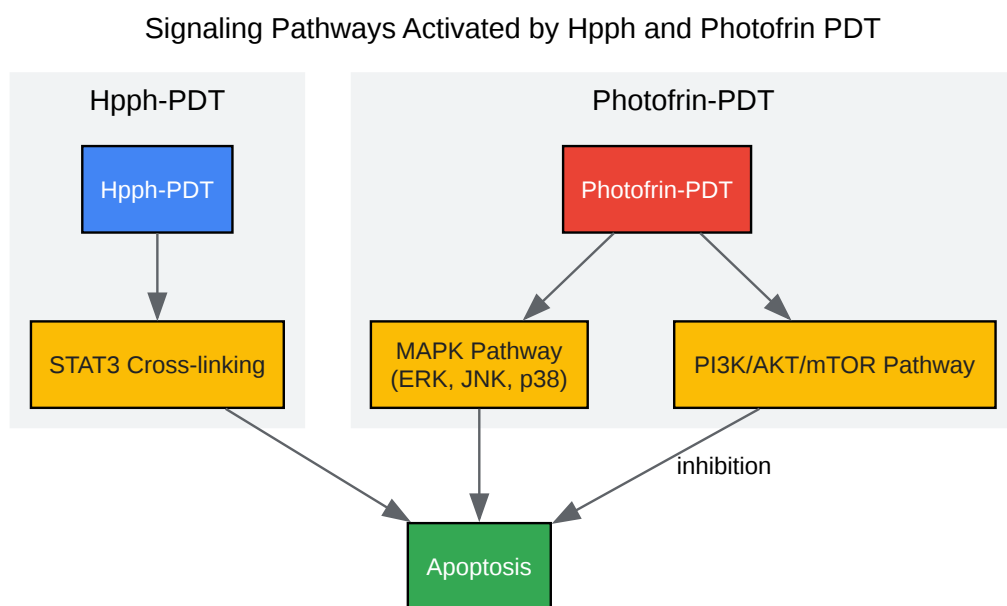 Signaling Pathways Activated by Hpph and Photofrin PDT
Hpph-PDT
Photofrin-PDT
Hpph-PDT
Photofrin-PDT
STAT3 Cross-linking
MAPK Pathway
(ERK, JNK, p38)
PI3K/AKT/mTOR Pathway
inhibition
Apoptosis